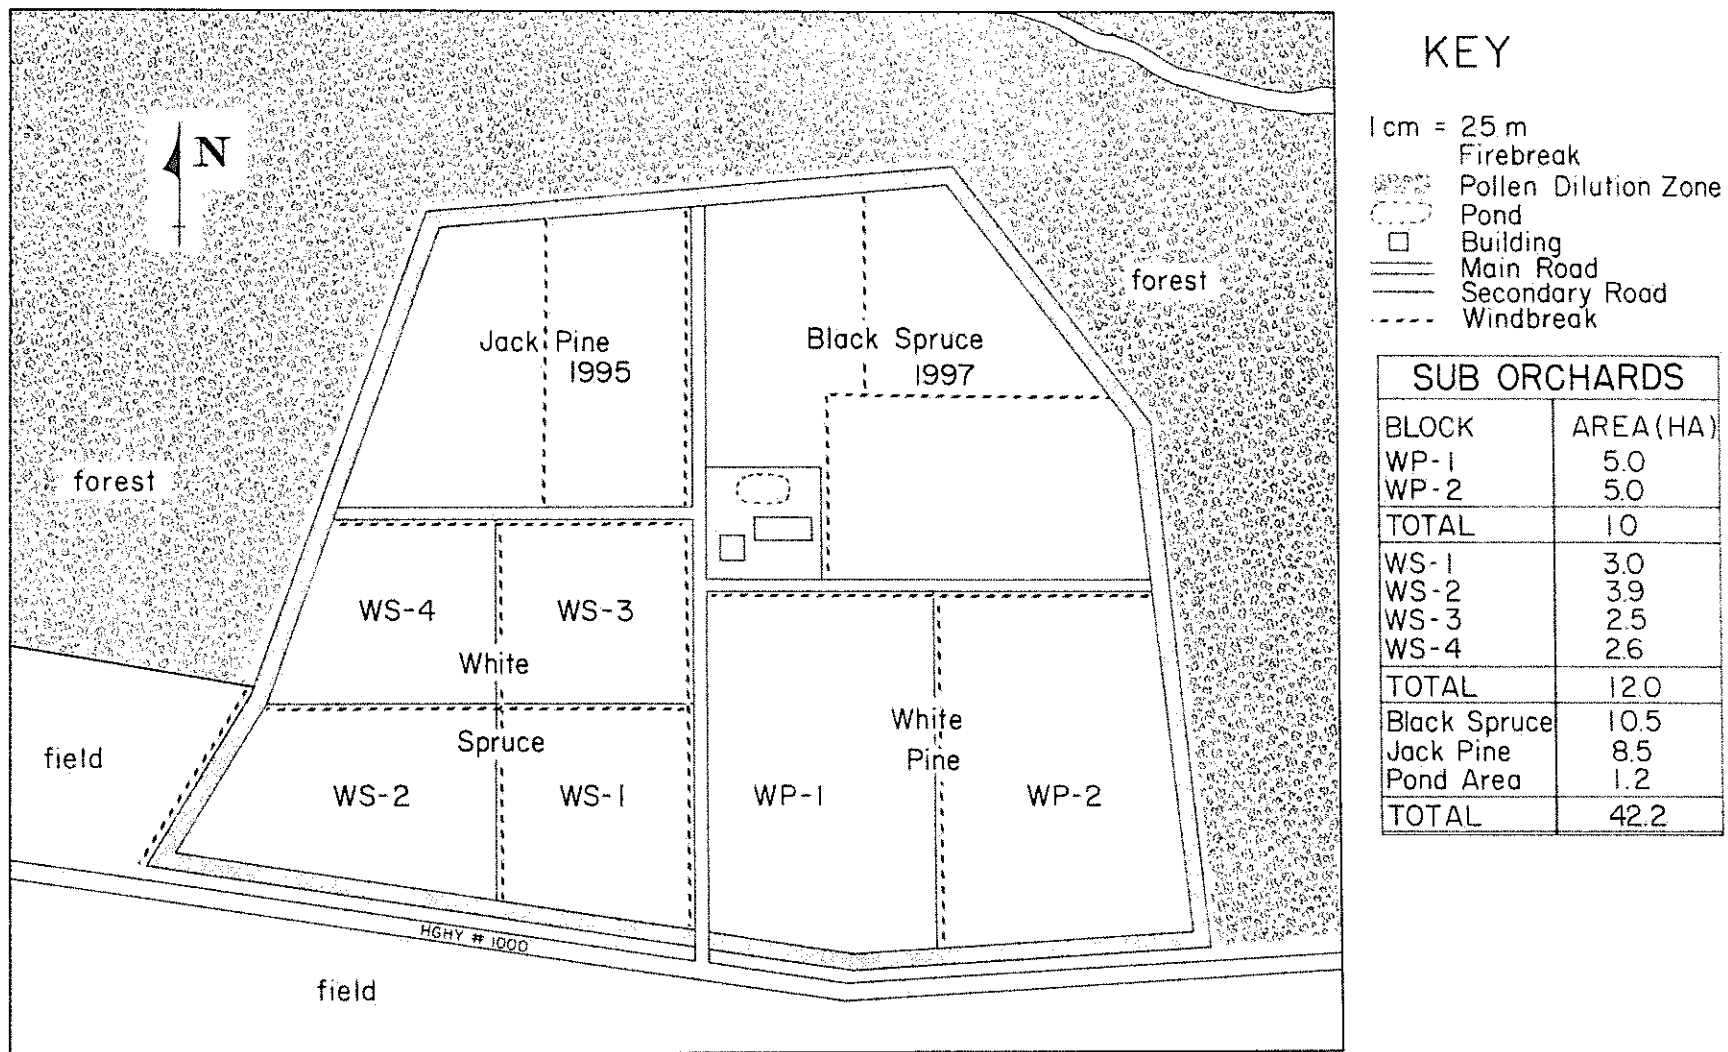 N
forest
Jack Pine
1995
Black Spruce
1997
forest
WS-4
WS-3
White
Spruce
WS-2
WS-1
White
Pine
WP-1
WP-2
field
HGHY # 1000
field
KEY
1 cm = 25 m
Firebreak
Pollen Dilution Zone
Pond
Building
Main Road
Secondary Road
Windbreak
SUB ORCHARDS
BLOCK AREA(HA)
WP-1 5.0
WP-2 5.0
TOTAL 10
WS-1 3.0
WS-2 3.9
WS-3 2.5
WS-4 2.6
TOTAL 12.0
Black Spruce 10.5
Jack Pine 8.5
Pond Area 1.2
TOTAL 42.2